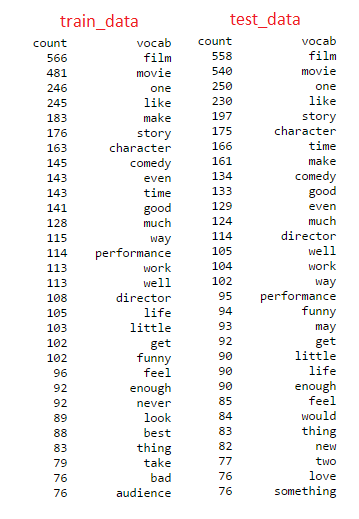 train_data test_data
count vocab count vocab
566 film 558 film
481 movie 540 movie
246 one 250 one
245 like 230 like
183 make 197 story
176 story 175 character
163 character 166 time
145 comedy 161 make
143 even 134 comedy
143 time 133 good
141 good 129 even
128 much 124 much
115 way 114 director
114 performance 105 well
113 work 104 work
113 well 102 way
108 director 95 performance
105 life 94 funny
103 little 93 may
102 get 92 get
102 funny 90 little
96 feel 90 life
92 enough 90 enough
92 never 85 feel
89 look 84 would
88 best 83 thing
83 thing 82 new
79 take 77 two
76 bad 76 love
76 audience 76 something